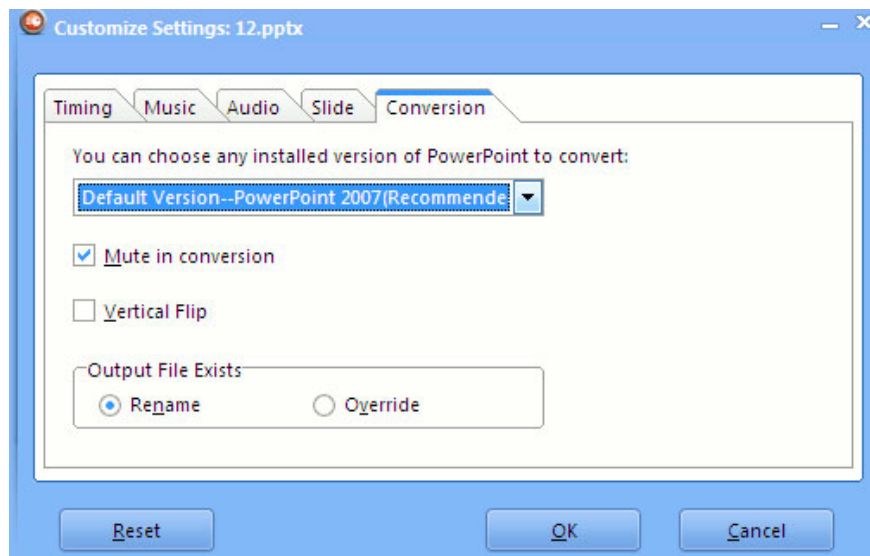 Customize Settings: 12.pptx
Timing Music Audio Slide Conversion
You can choose any installed version of PowerPoint to convert:
Default Version--PowerPoint 2007(Recommende
Mute in conversion
Vertical Flip
Output File Exists
Rename Override
Reset OK Cancel